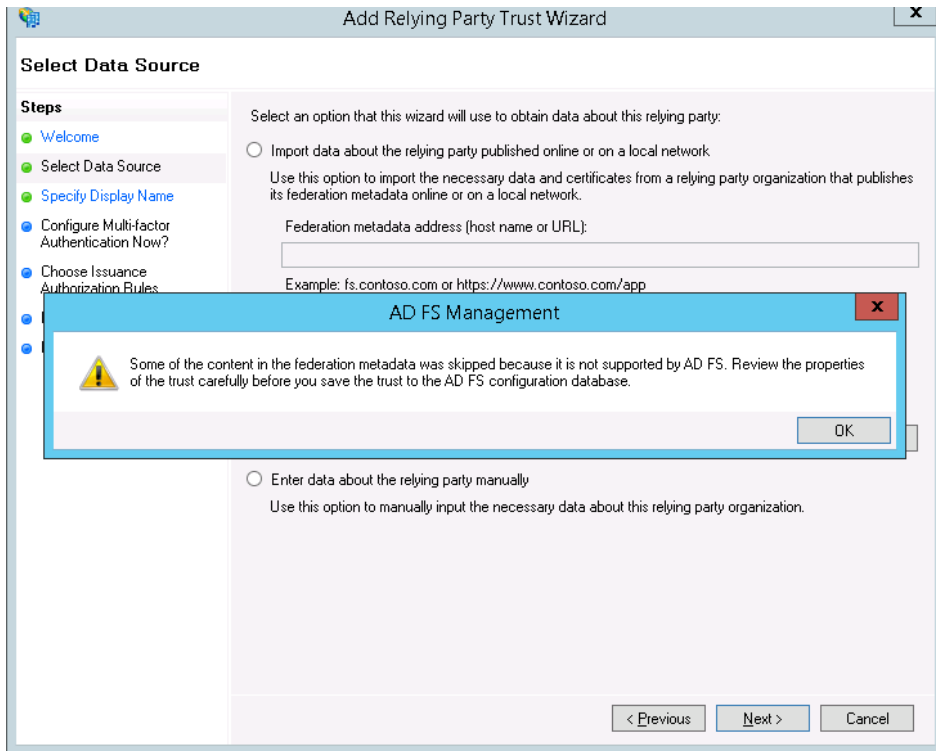 Add Relying Party Trust Wizard
x
Select Data Source
Steps
Welcome
Select Data Source
Specify Display Name
Configure Multi-factor
Authentication Now?
Choose Issuance
Authorization Rules
Select an option that this wizard will use to obtain data about this relying party:
Import data about the relying party published online or on a local network
Use this option to import the necessary data and certificates from a relying party organization that publishes
its federation metadata online or on a local network.
Federation metadata address (host name or URL):
Example: fs.contoso.com or https://www.contoso.com/app
AD FS Management
x
Some of the content in the federation metadata was skipped because it is not supported by AD FS. Review the properties
of the trust carefully before you save the trust to the AD FS configuration database.
OK
Enter data about the relying party manually
Use this option to manually input the necessary data about this relying party organization.
< Previous
Next >
Cancel